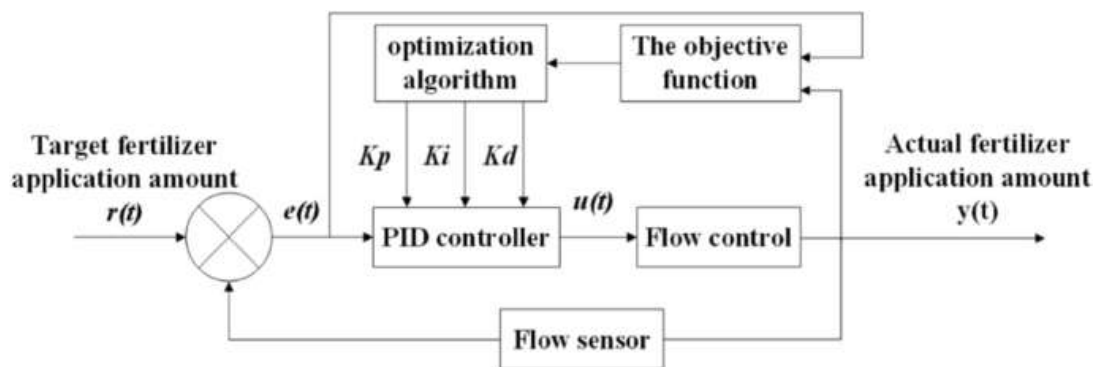 optimization
algorithm
The objective
function
Target fertilizer
application amount
r(t)
e(t)
Kp
Ki
Kd
PID controller
u(t)
Flow control
Actual fertilizer
application amount
y(t)
Flow sensor